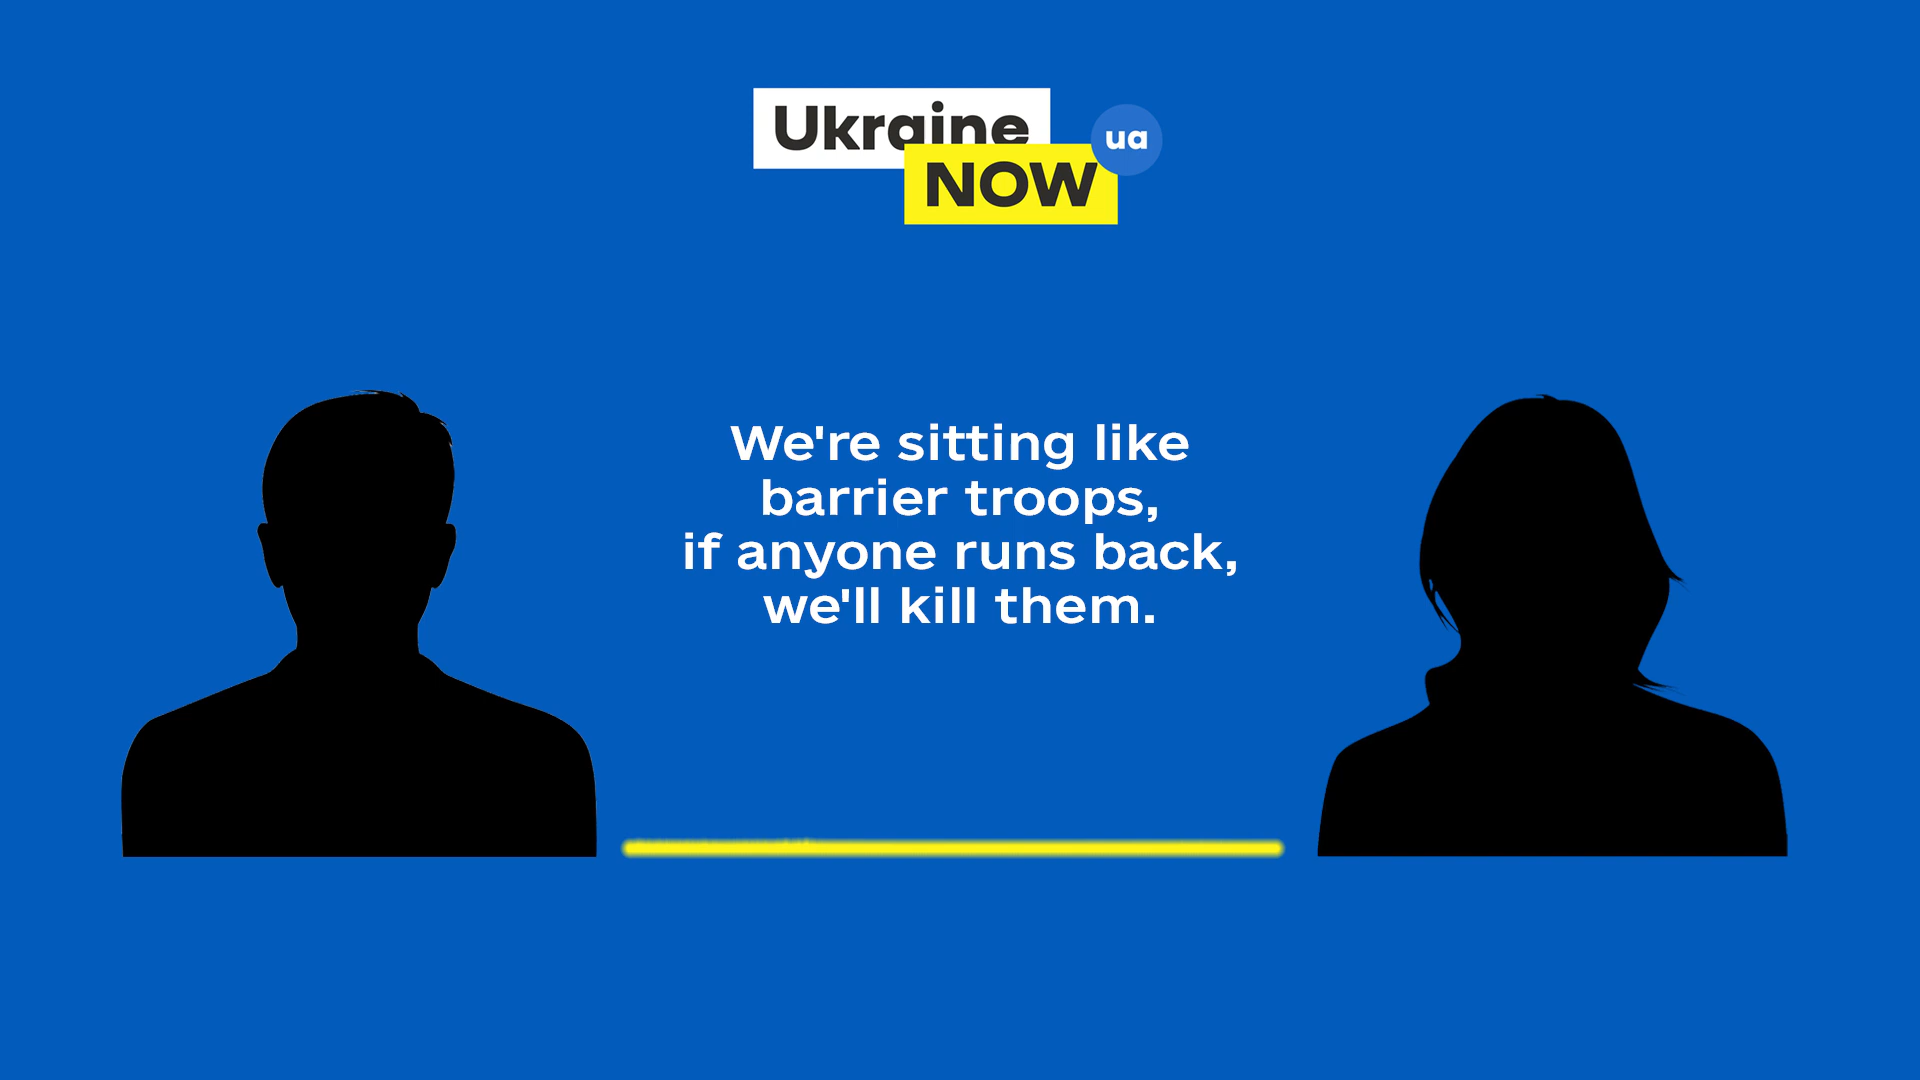 Ukraine
NOW
ua
We're sitting like
barrier troops,
if anyone runs back,
we'll kill them.